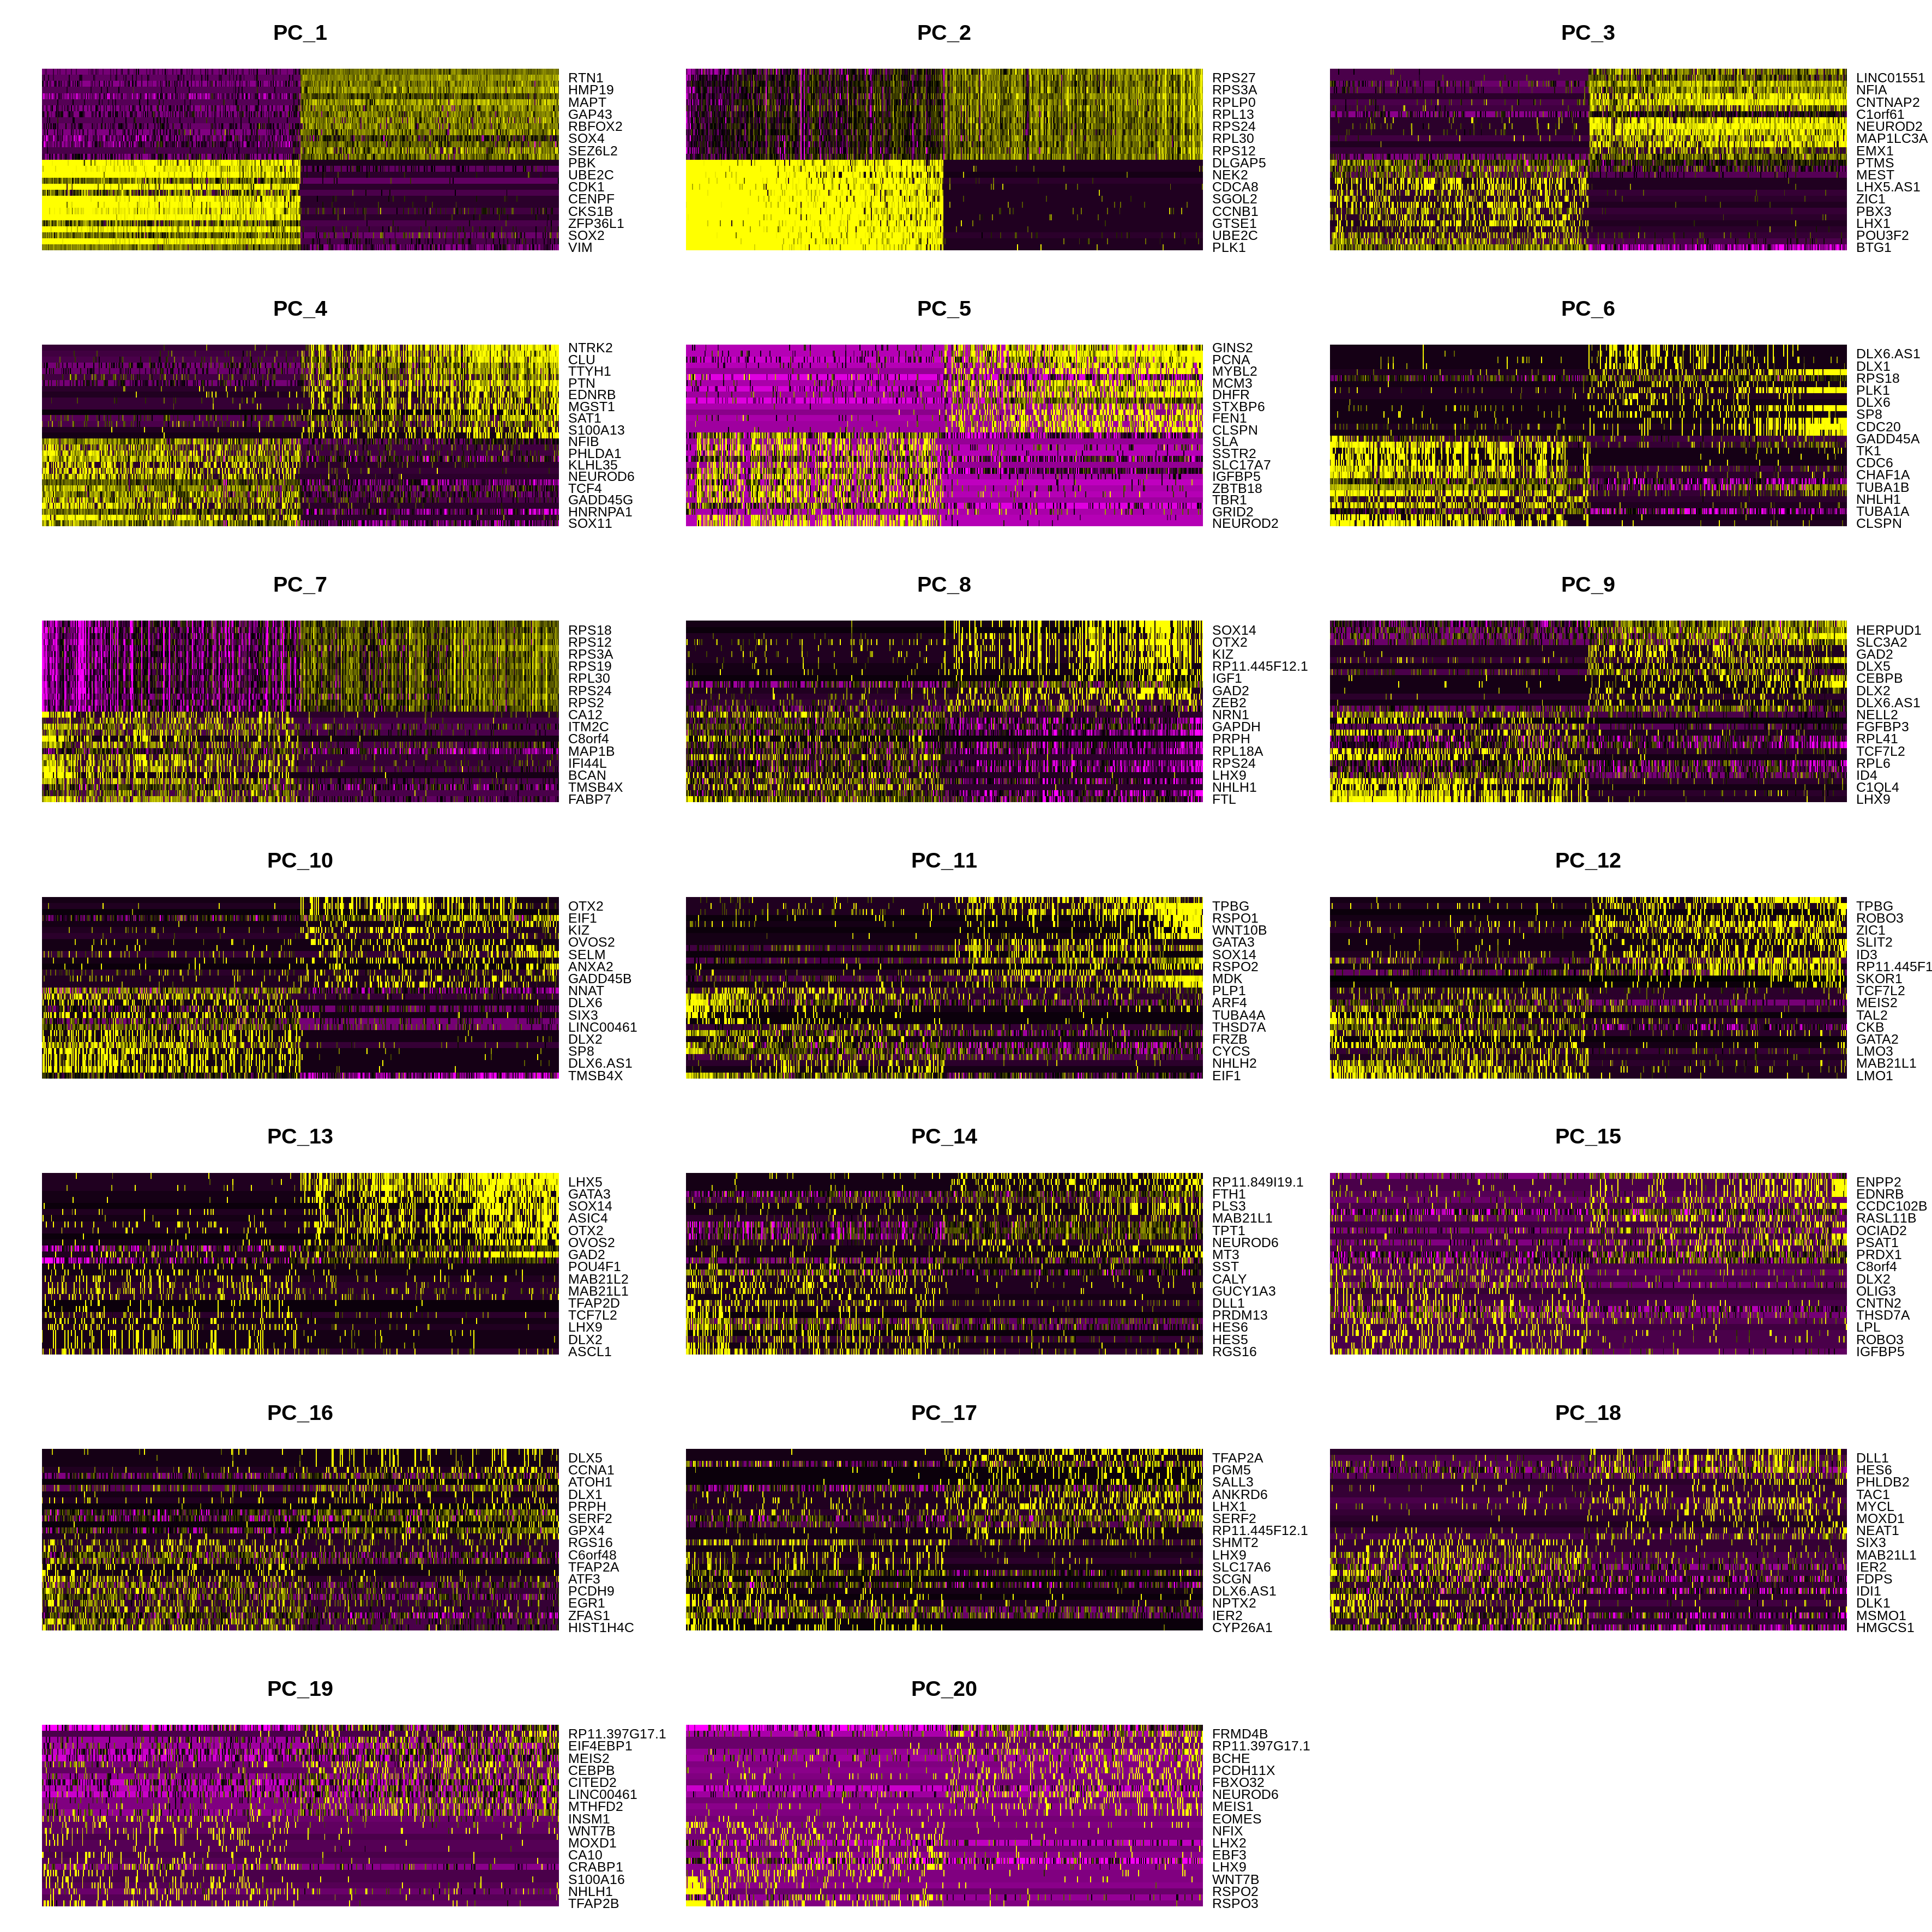 PC_1
RTN1
HMP19
MAPT
GAP43
RBFOX2
SOX4
SEZ6L2
PBK
UBE2C
CDK1
CENPF
CKS1B
ZFP36L1
SOX2
VIM
PC_2
RPS27
RPS3A
RPLP0
RPL13
RPS24
RPL30
RPS12
DLGAP5
NEK2
CDCA8
SGOL2
CCNB1
GTSE1
UBE2C
PLK1
PC_3
LINC01551
NFIA
CNTNAP2
C1orf61
NEUROD2
MAP1LC3A
EMX1
PTMS
MEST
LHX5.AS1
ZIC1
PBX3
LHX1
POU3F2
BTG1
PC_4
NTRK2
CLU
TTYH1
PTN
EDNRB
MGST1
SAT1
S100A13
NFIB
PHLDA1
KLHL35
NEUROD6
TCF4
GADD45G
HNRNPA1
SOX11
PC_5
GINS2
PCNA
MYBL2
MCM3
DHFR
STXBP6
FEN1
CLSPN
SLA
SSTR2
SLC17A7
IGFBP5
ZBTB18
TBR1
GRID2
NEUROD2
PC_6
DLX6.AS1
DLX1
RPS18
PLK1
DLX6
SP8
CDC20
GADD45A
TK1
CDC6
CHAF1A
TUBA1B
NHLH1
TUBA1A
CLSPN
PC_7
RPS18
RPS12
RPS3A
RPS19
RPL30
RPS24
RPS2
CA12
ITM2C
C8orf4
MAP1B
IFI44L
BCAN
TMSB4X
FABP7
PC_8
SOX14
OTX2
KIZ
RP11.445F12.1
IGF1
GAD2
ZEB2
NRN1
GAPDH
PRPH
RPL18A
RPS24
LHX9
NHLH1
FTL
PC_9
HERPUD1
SLC3A2
GAD2
DLX5
CEBPB
DLX2
DLX6.AS1
NELL2
FGFBP3
RPL41
TCF7L2
RPL6
ID4
C1QL4
LHX9
PC_10
OTX2
EIF1
KIZ
OVOS2
SELM
ANXA2
GADD45B
NNAT
DLX6
SIX3
LINC00461
DLX2
SP8
DLX6.AS1
TMSB4X
PC_11
TPBG
RSPO1
WNT10B
GATA3
SOX14
RSPO2
MDK
PLP1
ARF4
TUBA4A
THSD7A
FRZB
CYCS
NHLH2
EIF1
PC_12
TPBG
ROBO3
ZIC1
SLIT2
ID3
RP11.445F1
SKOR1
TCF7L2
MEIS2
TAL2
CKB
GATA2
LMO3
MAB21L1
LMO1
PC_13
LHX5
GATA3
SOX14
ASIC4
OTX2
OVOS2
GAD2
POU4F1
MAB21L2
MAB21L1
TFAP2D
TCF7L2
LHX9
DLX2
ASCL1
PC_14
RP11.849I19.1
FTH1
PLS3
MAB21L1
TPT1
NEUROD6
MT3
SST
CALY
GUCY1A3
DLL1
PRDM13
HES6
HES5
RGS16
PC_15
ENPP2
EDNRB
CCDC102B
RASL11B
OCIAD2
PSAT1
PRDX1
C8orf4
DLX2
OLIG3
CNTN2
THSD7A
LPL
ROBO3
IGFBP5
PC_16
DLX5
CCNA1
ATOH1
DLX1
PRPH
SERF2
GPX4
RGS16
C6orf48
TFAP2A
ATF3
PCDH9
EGR1
ZFAS1
HIST1H4C
PC_17
TFAP2A
PGM5
SALL3
ANKRD6
LHX1
SERF2
RP11.445F12.1
SHMT2
LHX9
SLC17A6
SCGN
DLX6.AS1
NPTX2
IER2
CYP26A1
PC_18
DLL1
HES6
PHLDB2
TAC1
MYCL
MOXD1
NEAT1
SIX3
MAB21L1
IER2
FDPS
IDI1
DLK1
MSMO1
HMGCS1
PC_19
RP11.397G17.1
EIF4EBP1
MEIS2
CEBPB
CITED2
LINC00461
MTHFD2
INSM1
WNT7B
MOXD1
CA10
CRABP1
S100A16
NHLH1
TFAP2B
PC_20
FRMD4B
RP11.397G17.1
BCHE
PCDH11X
FBXO32
NEUROD6
MEIS1
EOMES
NFIX
LHX2
EBF3
LHX9
WNT7B
RSPO2
RSPO3